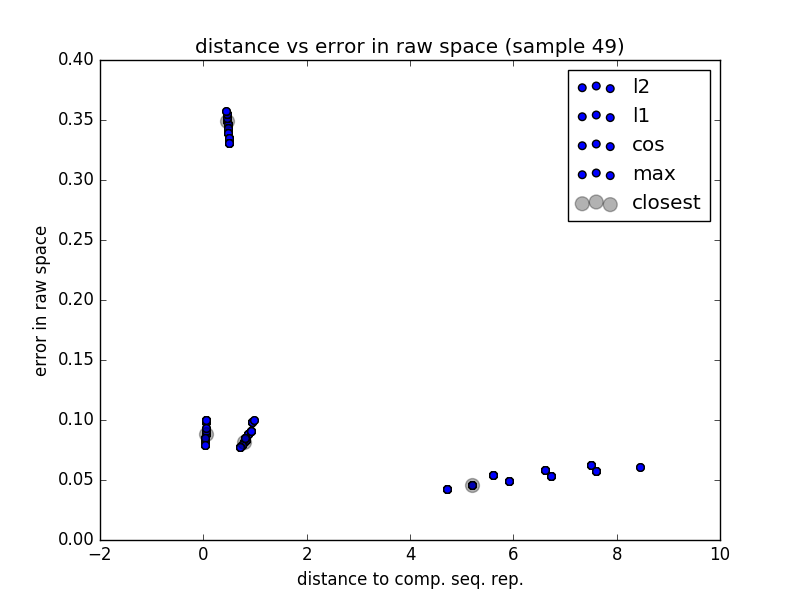 distance vs error in raw space (sample 49)
l2
l1
cos
max
closest
error in raw space
0.40
0.35
0.30
0.25
0.20
0.15
0.10
0.05
0.00
−2 0 2 4 6 8 10
distance to comp. seq. rep.